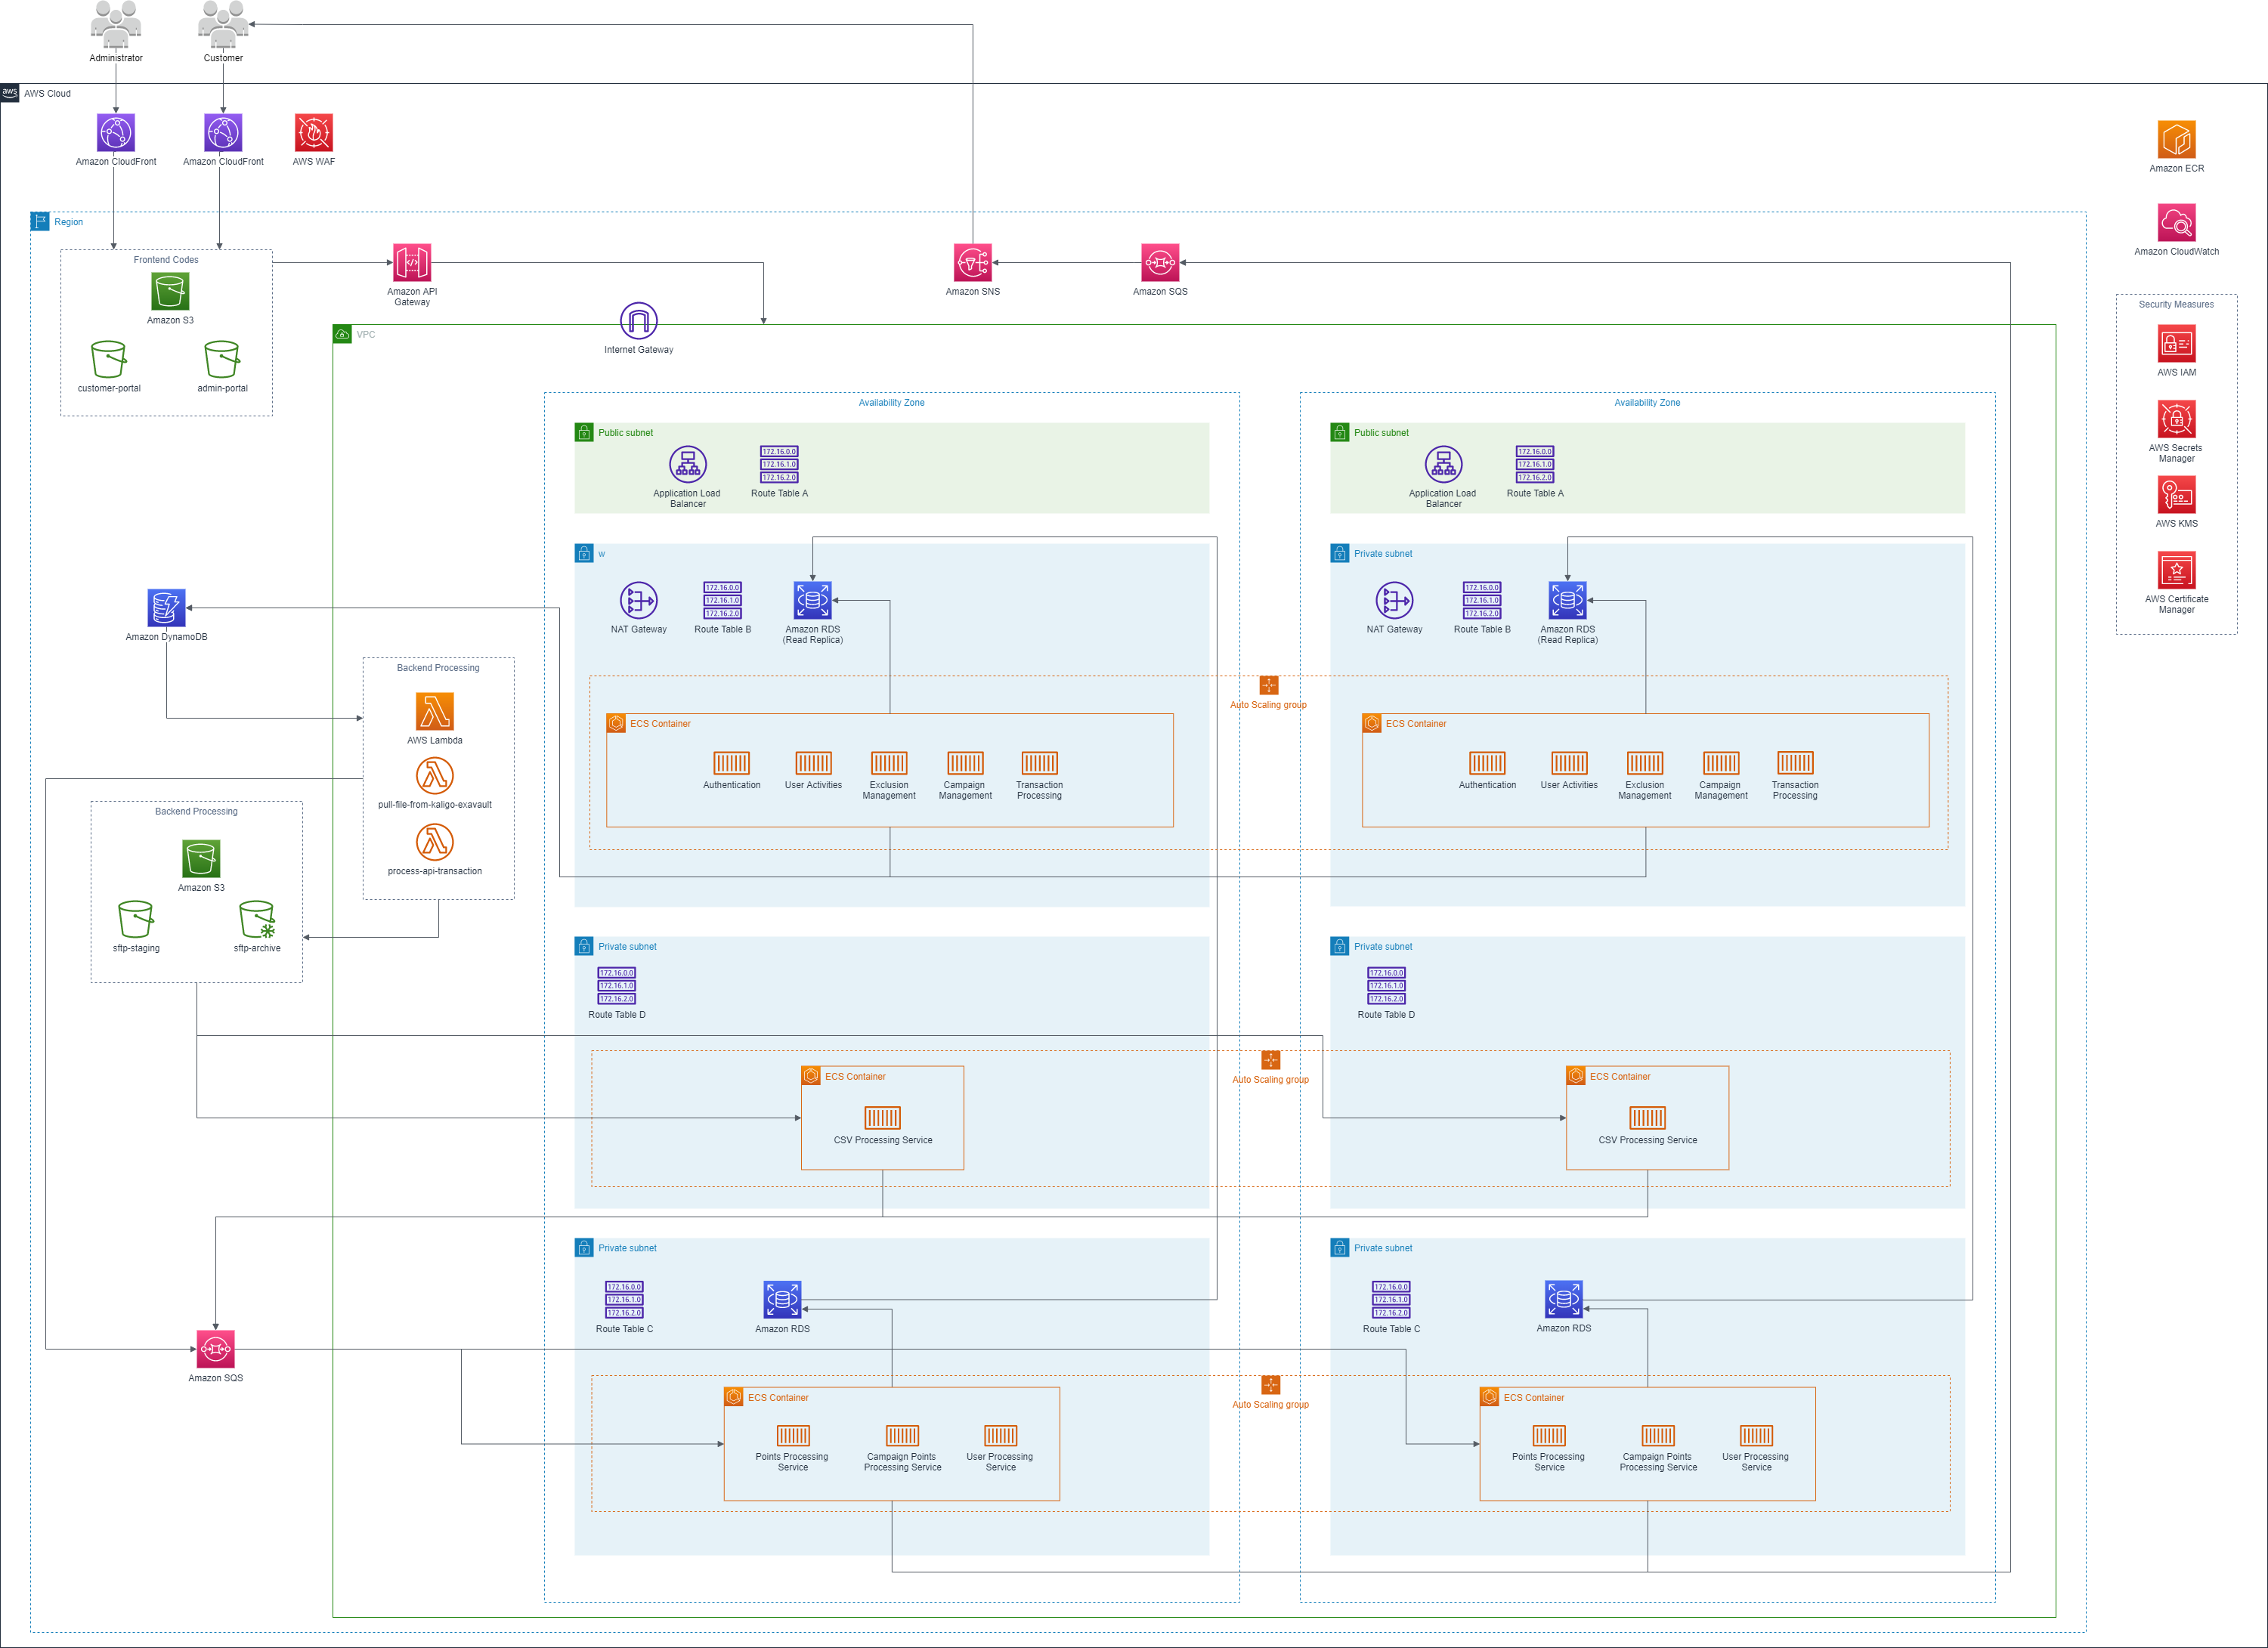 Administrator
Customer
aws
AWS Cloud
Amazon CloudFront
Amazon CloudFront
AWS WAF
Amazon ECR
Amazon CloudWatch
Region
Frontend Codes
Amazon S3
customer-portal
admin-portal
Amazon API
Gateway
Amazon SNS
Amazon SQS
Internet Gateway
VPC
Security Measures
AWS IAM
AWS Secrets
Manager
AWS KMS
AWS Certificate
Manager
Availability Zone
Public subnet
Application Load
Balancer
172.16.0.0
172.16.1.0
172.16.2.0
Route Table A
Availability Zone
Public subnet
Application Load
Balancer
172.16.0.0
172.16.1.0
172.16.2.0
Route Table A
w
NAT Gateway
172.16.0.0
172.16.1.0
172.16.2.0
Route Table B
Amazon RDS
(Read Replica)
Private subnet
NAT Gateway
172.16.0.0
172.16.1.0
172.16.2.0
Route Table B
Amazon RDS
(Read Replica)
Amazon DynamoDB
Backend Processing
AWS Lambda
pull-file-from-kaligo-exavault
process-api-transaction
Auto Scaling group
ECS Container
Authentication
User Activities
Exclusion
Management
Campaign
Management
Transaction
Processing
ECS Container
Authentication
User Activities
Exclusion
Management
Campaign
Management
Transaction
Processing
Backend Processing
Amazon S3
sftp-staging
sftp-archive
Private subnet
172.16.0.0
172.16.1.0
172.16.2.0
Route Table D
Private subnet
172.16.0.0
172.16.1.0
172.16.2.0
Route Table D
Auto Scaling group
ECS Container
CSV Processing Service
ECS Container
CSV Processing Service
Private subnet
172.16.0.0
172.16.1.0
172.16.2.0
Route Table C
Amazon RDS
Private subnet
172.16.0.0
172.16.1.0
172.16.2.0
Route Table C
Amazon RDS
Amazon SQS
Auto Scaling group
ECS Container
Points Processing
Service
Campaign Points
Processing Service
User Processing
Service
ECS Container
Points Processing
Service
Campaign Points
Processing Service
User Processing
Service